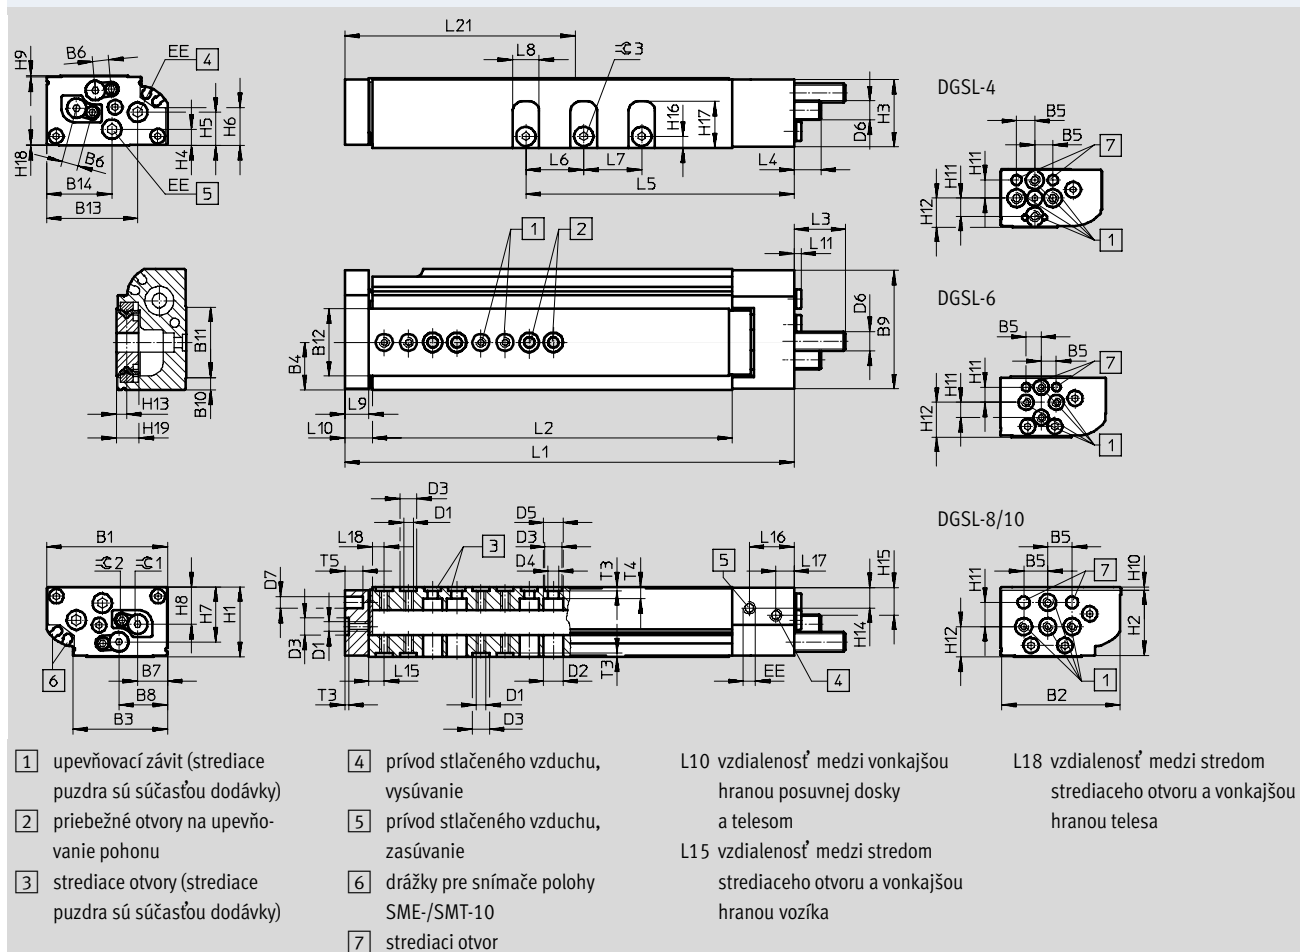 L21
L8
3
B6
EE
4
H9
H5
H6
H4
H18
B6
EE
5
B14
B13
H16
H17
H3
D6
L6
L7
L4
L5
DGSL-4
B5
B5
7
H11
H11
H12
1
1
2
L3
L11
D6
B9
B12
B4
L9
L10
L2
L1
B11
B10
H13
H19
DGSL-6
B5
B5
7
H11
H11
H12
1
B1
2
1
H8
H7
H1
6
B7
B8
B3
D3
D1
D5
D3
D4
L18
T5
3
D7
T3
T4
D3
D1
L15
T3
D1
D3
D2
T3
5
L16
L17
H15
H14
EE
4
DGSL-8/10
B5
B5
7
H10
H11
H2
H12
1
B2
1 upevňovací závit (strediace
puzdra sú súčasťou dodávky)
2 priebežné otvory na upevňo-
vanie pohonu
3 strediace otvory (strediace
puzdra sú súčasťou dodávky)
4 prívod stlačeného vzduchu,
vysúvanie
5 prívod stlačeného vzduchu,
zasúvanie
6 drážky pre snímače polohy
SME-/SMT-10
7 strediaci otvor
L10 vzdialenosť medzi vonkajšou
hranou posuvnej dosky
a telesom
L15 vzdialenosť medzi stredom
strediaceho otvoru a vonkajšou
hranou vozíka
L18 vzdialenosť medzi stredom
strediaceho otvoru a vonkajšou
hranou telesa